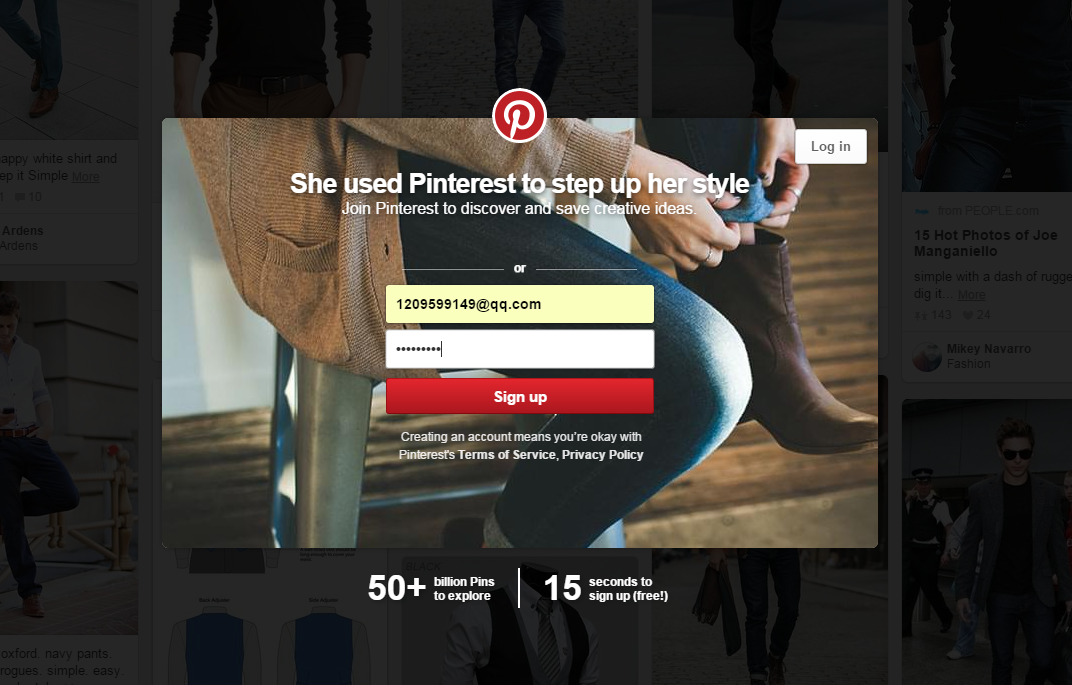 Log in
She used Pinterest to step up her style
Join Pinterest to discover and save creative ideas.
or
1209599149@qq.com
•••••••••
Sign up
Creating an account means you're okay with
Pinterest's Terms of Service, Privacy Policy
50+
billion Pins
to explore
15
seconds to
sign up (free!)
appy white shirt and
ep it Simple More
10
Ardens
Ardens
oxford. navy pants.
rogues. simple. easy.
BLACK
from PEOPLE.com
15 Hot Photos of Joe
Manganiello
simple with a dash of rugge
dig it... More
143
24
Mikey Navarro
Fashion